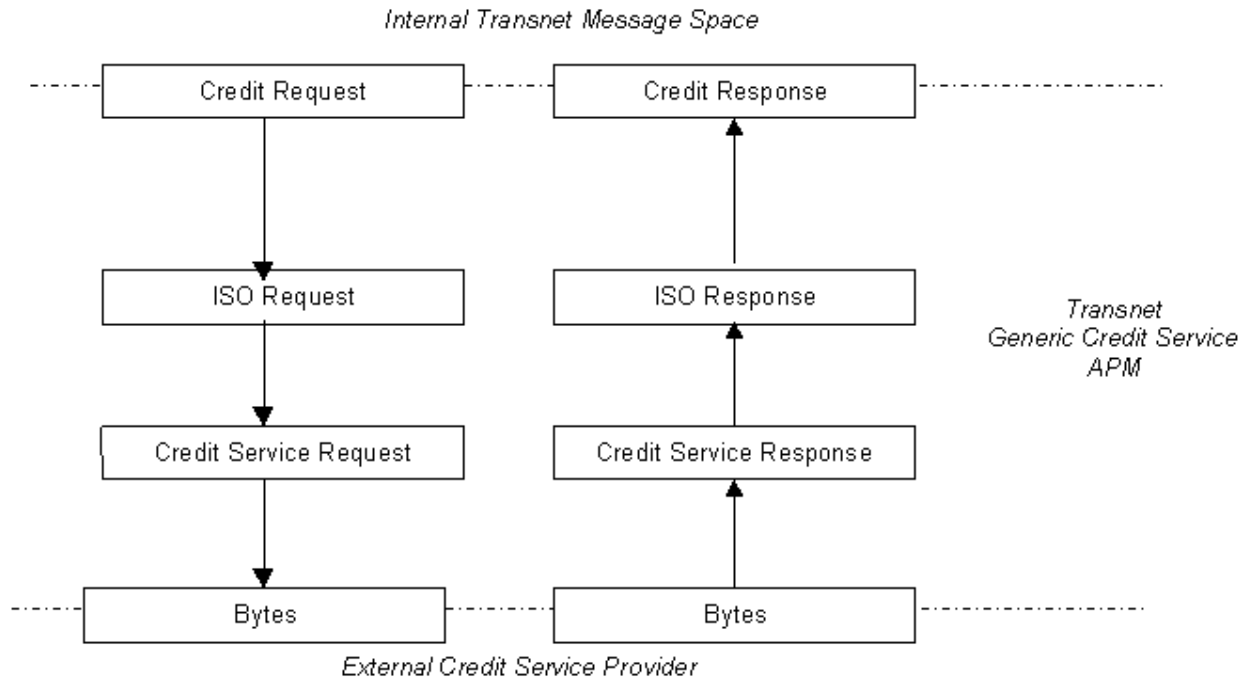 Internal Transnet Message Space
Credit Request
Credit Response
ISO Request
ISO Response
Transnet
Generic Credit Service
APM
Credit Service Request
Credit Service Response
Bytes
Bytes
External Credit Service Provider